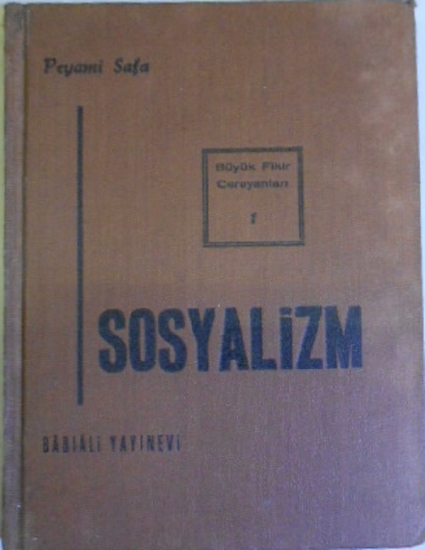 Peyami Safa
Büyük Fikir
Cereyanları
1
SOSYALİZM
BÂBIÂLİ YAYINEVİ